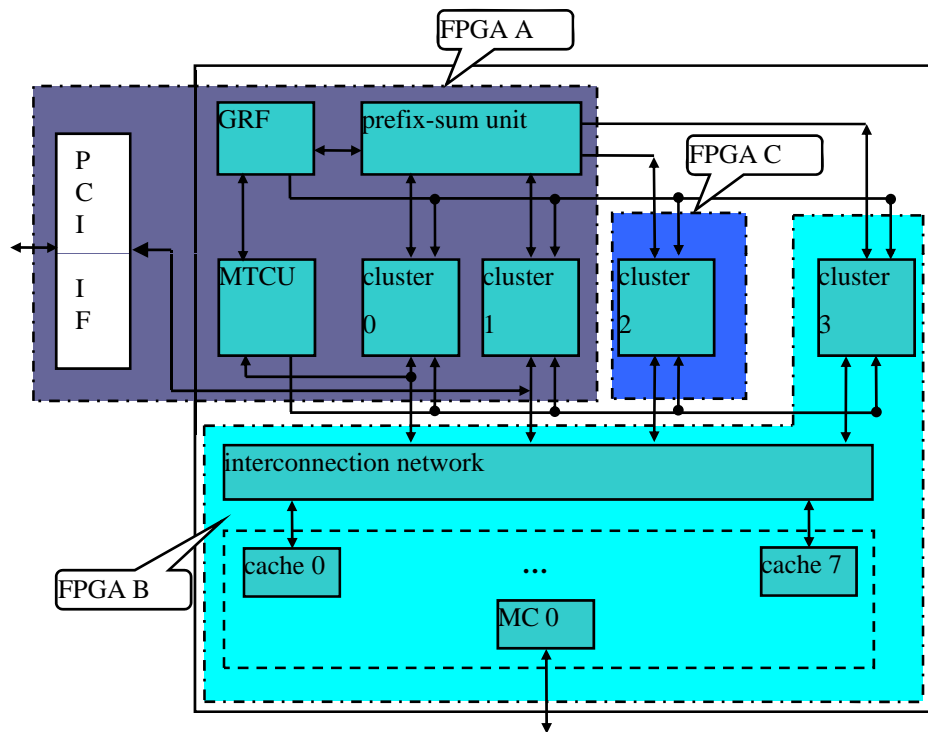 FPGA A
GRF
prefix-sum unit
FPGA C
P
C
I
I
F
MTCU
cluster
0
cluster
1
cluster
2
cluster
3
interconnection network
cache 0
...
cache 7
FPGA B
MC 0